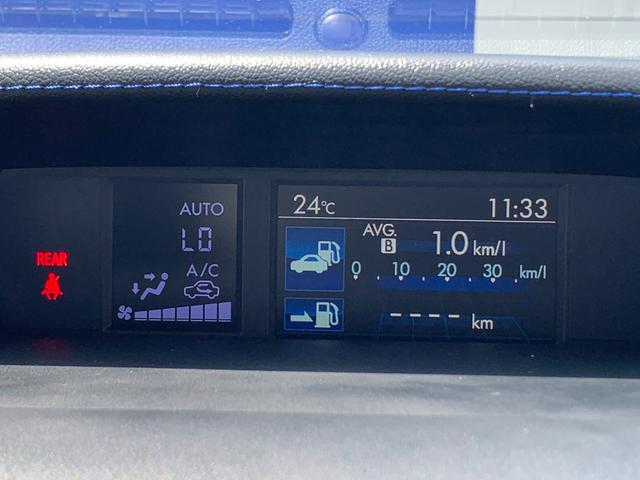 REAR
AUTO
LO
A/C
24°C 11:33
AVG. B 1.0 km/l
0 10 20 30 km/l
---- km